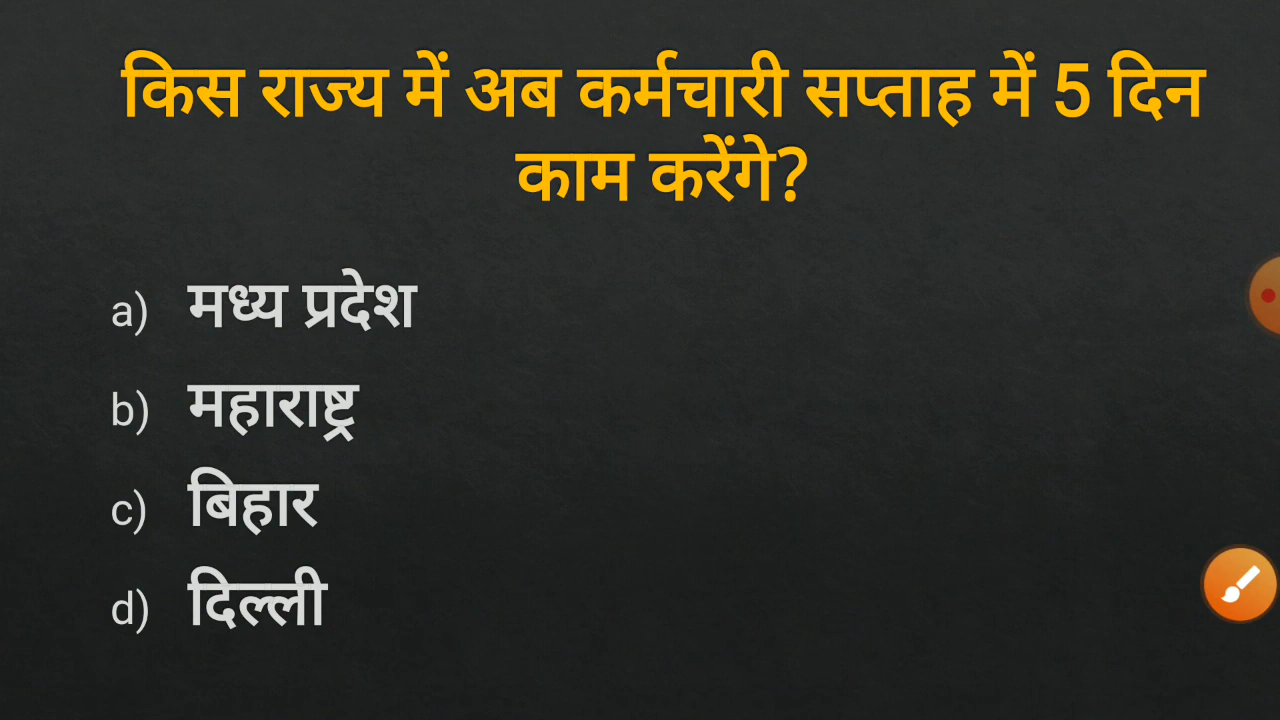 किस राज्य में अब कर्मचारी सप्ताह में 5 दिन
काम करेंगे?
a) मध्य प्रदेश
b) महाराष्ट्र
c) बिहार
d) दिल्ली